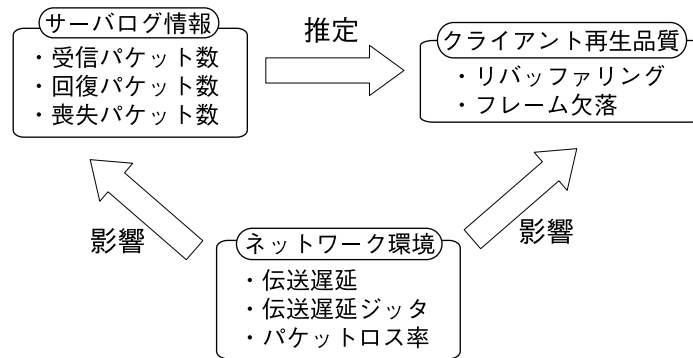 サーバログ情報
・受信パケット数
・回復パケット数
・喪失パケット数
推定
クライアント再生品質
・リバッファリング
・フレーム欠落
影響
影響
ネットワーク環境
・伝送遅延
・伝送遅延ジッタ
・パケットロス率